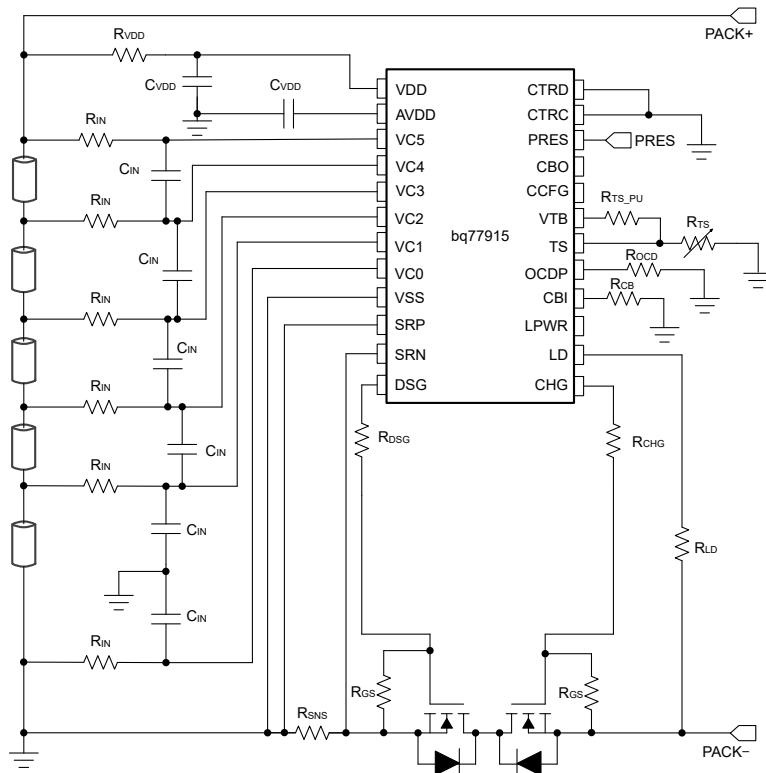 PACK+
RVDD
CVDD
CVDD
VDD
CTRD
AVDD
CTRC
RIN
VC5
PRES
PRES
CIN
VC4
CBO
VC3
CCFG
RIN
VC2
RTS_PU
VTB
RTS
bq77915
VC1
TS
CIN
VC0
ROCD
OCDP
VSS
RCB
CBI
RIN
SRP
LPWR
CIN
SRN
LD
DSG
CHG
RIN
RDSG
RCHG
CIN
RIN
CIN
RLD
CIN
RIN
RGS
RGS
RSNS
PACK−